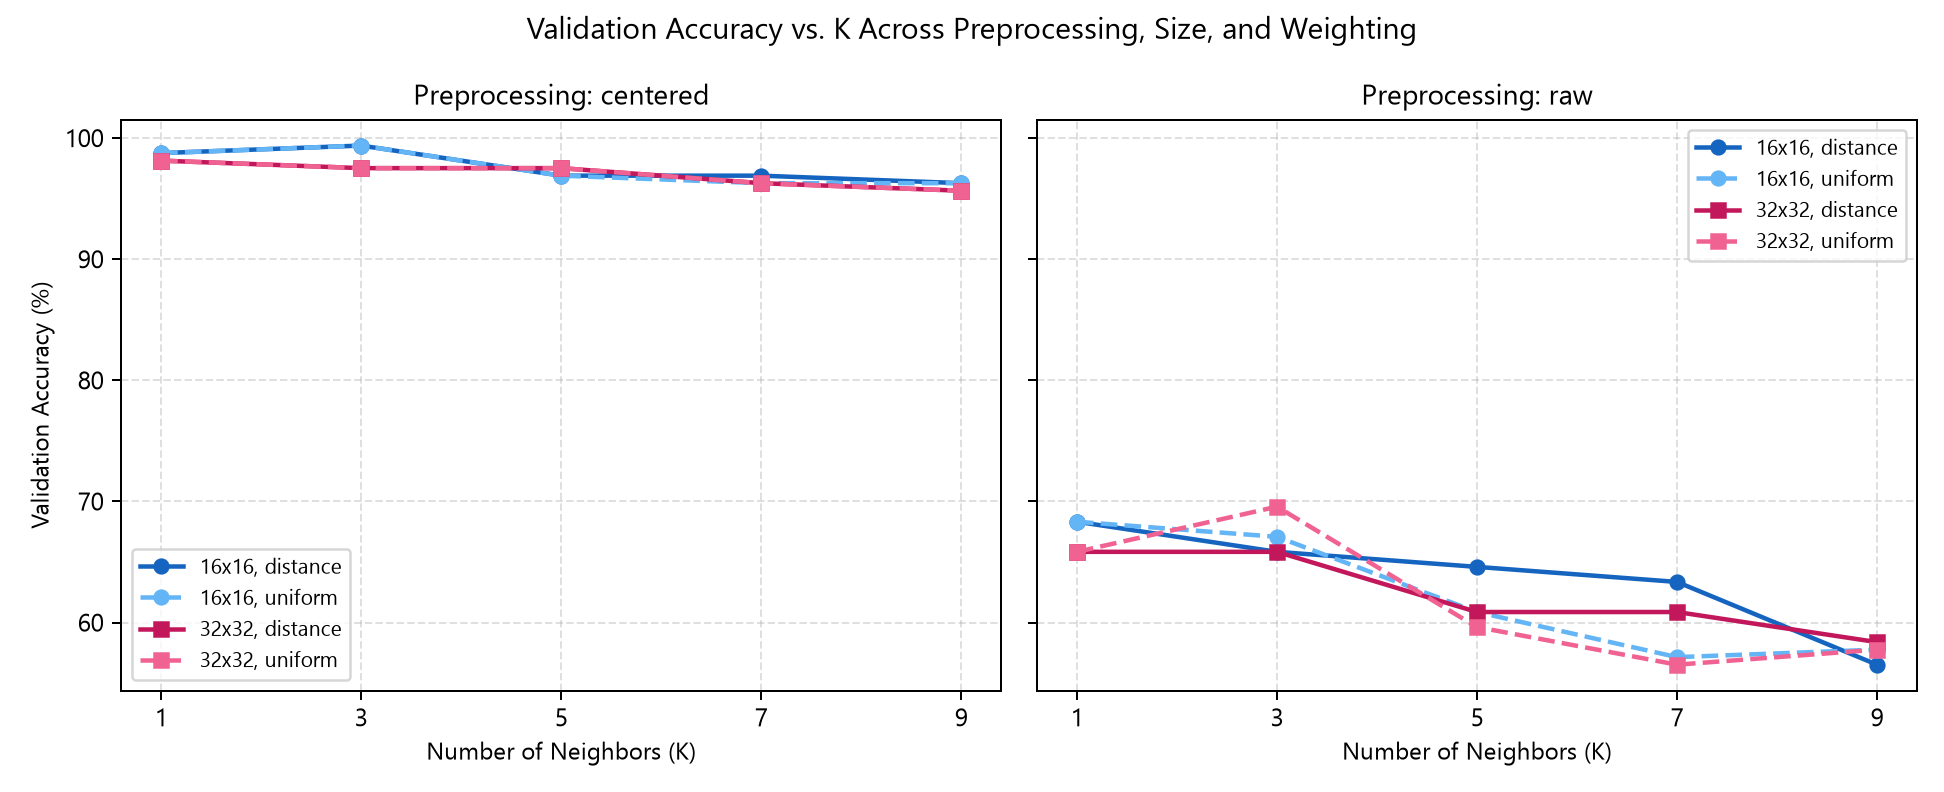 Validation Accuracy vs. K Across Preprocessing, Size, and Weighting
Preprocessing: centered
Validation Accuracy (%)
100
90
80
70
60
16x16, distance
16x16, uniform
32x32, distance
32x32, uniform
1 3 5 7 9
Number of Neighbors (K)
Preprocessing: raw
16x16, distance
16x16, uniform
32x32, distance
32x32, uniform
1 3 5 7 9
Number of Neighbors (K)